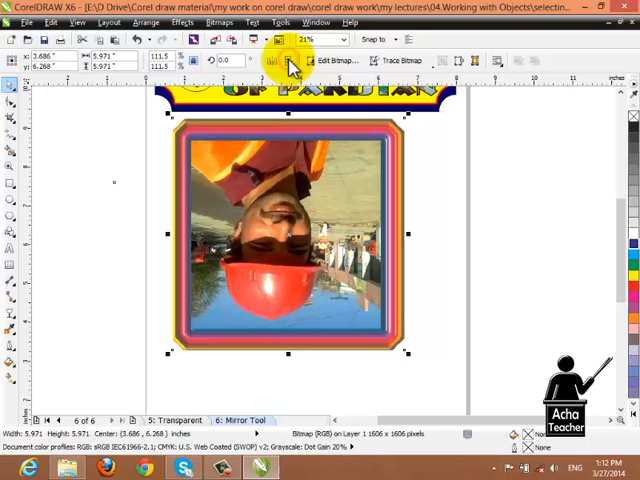 CorelDRAW X6 - [E:\D Drive\Corel draw material\my work on corel draw\corel draw work\my lectures\04.Working with Objects\selectin...
File Edit View Layout Arrange Effects Bitmaps Text Tools Window Help
21% Snap to
x: 3.686 " 5.971 " 111.5 %
y: 6.268 " 5.971 " 111.5 % 0.0 ° Edit Bitmap... Trace Bitmap
6 of 6 5: Transparent 6: Mirror Tool
Width: 5.971 Height: 5.971 Center: (3.686, 6.268) inches Bitmap (RGB) on Layer 1 1606 x 1606 pixels
Document color profiles: RGB: sRGB IEC61966-2.1; CMYK: U.S. Web Coated (SWOP) v2; Grayscale: Dot Gain 20%
Acha
Teacher
ENG
1:12 PM
3/27/2014